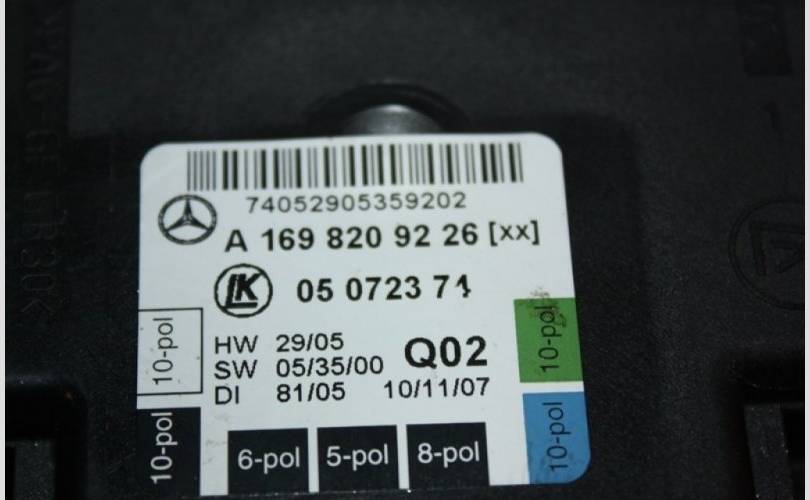 74052905359202
A 169 820 92 26 [xx]
LK 05 0723 71
HW 29/05
SW 05/35/00 Q02
DI 81/05 10/11/07
10-pol
10-pol
6-pol 5-pol 8-pol
10-pol
10-pol